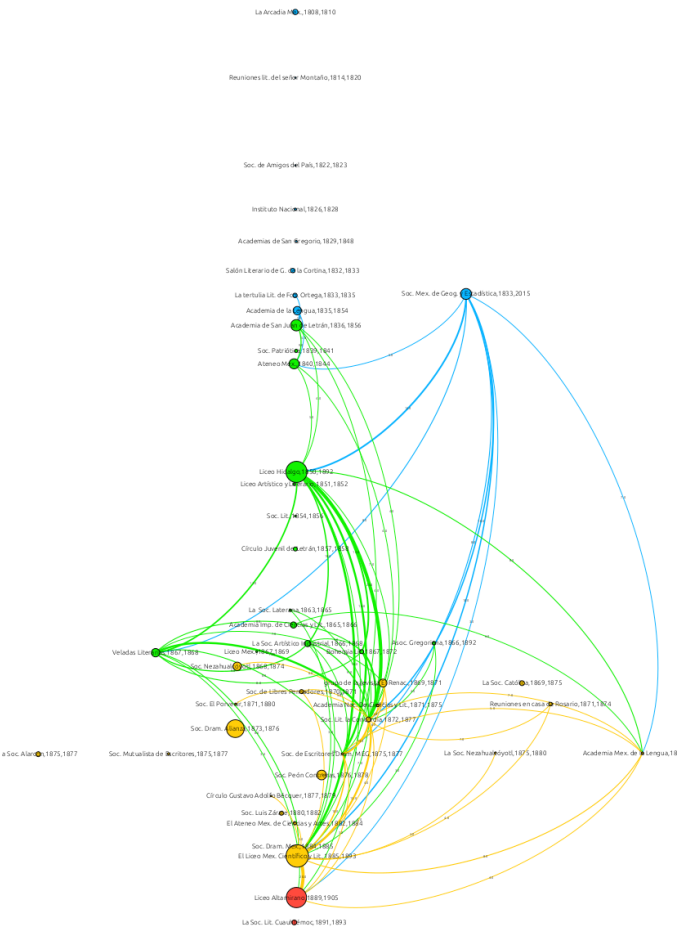 La Arcadia Mex.,1808,1810
Reuniones lit. del señor Montaño,1814,1820
Soc. de Amigos del País,1822,1823
Instituto Nacional,1826,1828
Academias de San Gregorio,1829,1848
Salón Literario de G. de la Cortina,1832,1833
La tertulia Lit. de Fco. Ortega,1833,1835
Soc. Mex. de Geog. y Estadística,1833,2015
Academia de la Lengua,1835,1854
Academia de San Juan de Letrán,1836,1856
Soc. Patriótica,1839,1841
Ateneo Mex.,1840,1844
Liceo Hidalgo,1850,1892
Liceo Artístico y Literario,1851,1852
Soc. Lit.,1854,1856
Círculo Juvenil de Letrán,1857,1858
La Soc. Laterana,1863,1865
Academia Imp. de Ciencias y Lit.,1865,1866
La Soc. Artístico Industrial,1866,1868
Asoc. Gregoriana,1866,1892
Veladas Literarias,1867,1868
Liceo Mex.,1867,1869
Bohemia Lit.,1867,1872
Soc. Nezahualcóyotl,1868,1874
Renac.,1869,1871
La Soc. Católica,1869,1875
Soc. de Libres Pensadores,1870,1871
Soc. El Porvenir,1871,1880
Academia Nac. De Ciencias y Lit.,1871,1875
Reuniones en casa de Rosario,1871,1874
Soc. Lit. la Concordia,1872,1877
Soc. Dram. Alianza,1873,1876
a Soc. Alarcón,1875,1877
Soc. Mutualista de Escritores,1875,1877
Soc. de Escritores Dram. M.E.G,1875,1877
La Soc. Nezahualcóyotl,1875,1880
Academia Mex. de la Lengua,18
Soc. Peón Contreras,1876,1878
Círculo Gustavo Adolfo Bécquer,1877,1879
Soc. Luis Zárate,1880,1882
El Ateneo Mex. de Ciencias y Artes,1882,1884
Soc. Dram. Mex.,1884,1885
El Liceo Mex. Científico y Lit.,1885,1893
Liceo Altamirano,1889,1905
La Soc. Lit. Cuauhtémoc,1891,1893